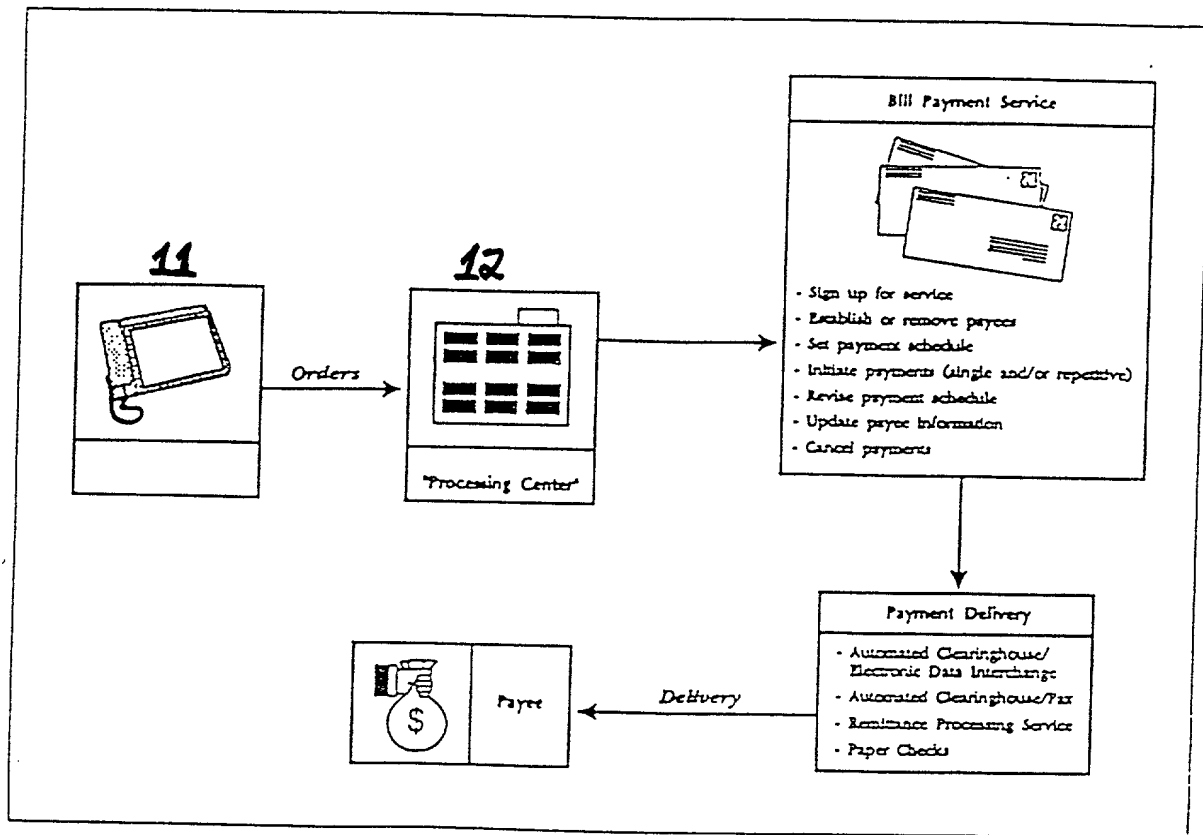 Bill Payment Service
11
12
- Sign up for service
- Establish or remove payees
- Set payment schedule
- Initiate payments (single and/or repetitive)
- Revise payment schedule
- Update payee information
- Cancel payments
Orders
"Processing Center"
Payment Delivery
- Automated Clearinghouse/
Electronic Data Interchange
- Automated Clearinghouse/Fax
- Remittance Processing Service
- Paper Checks
Delivery
Payee
$